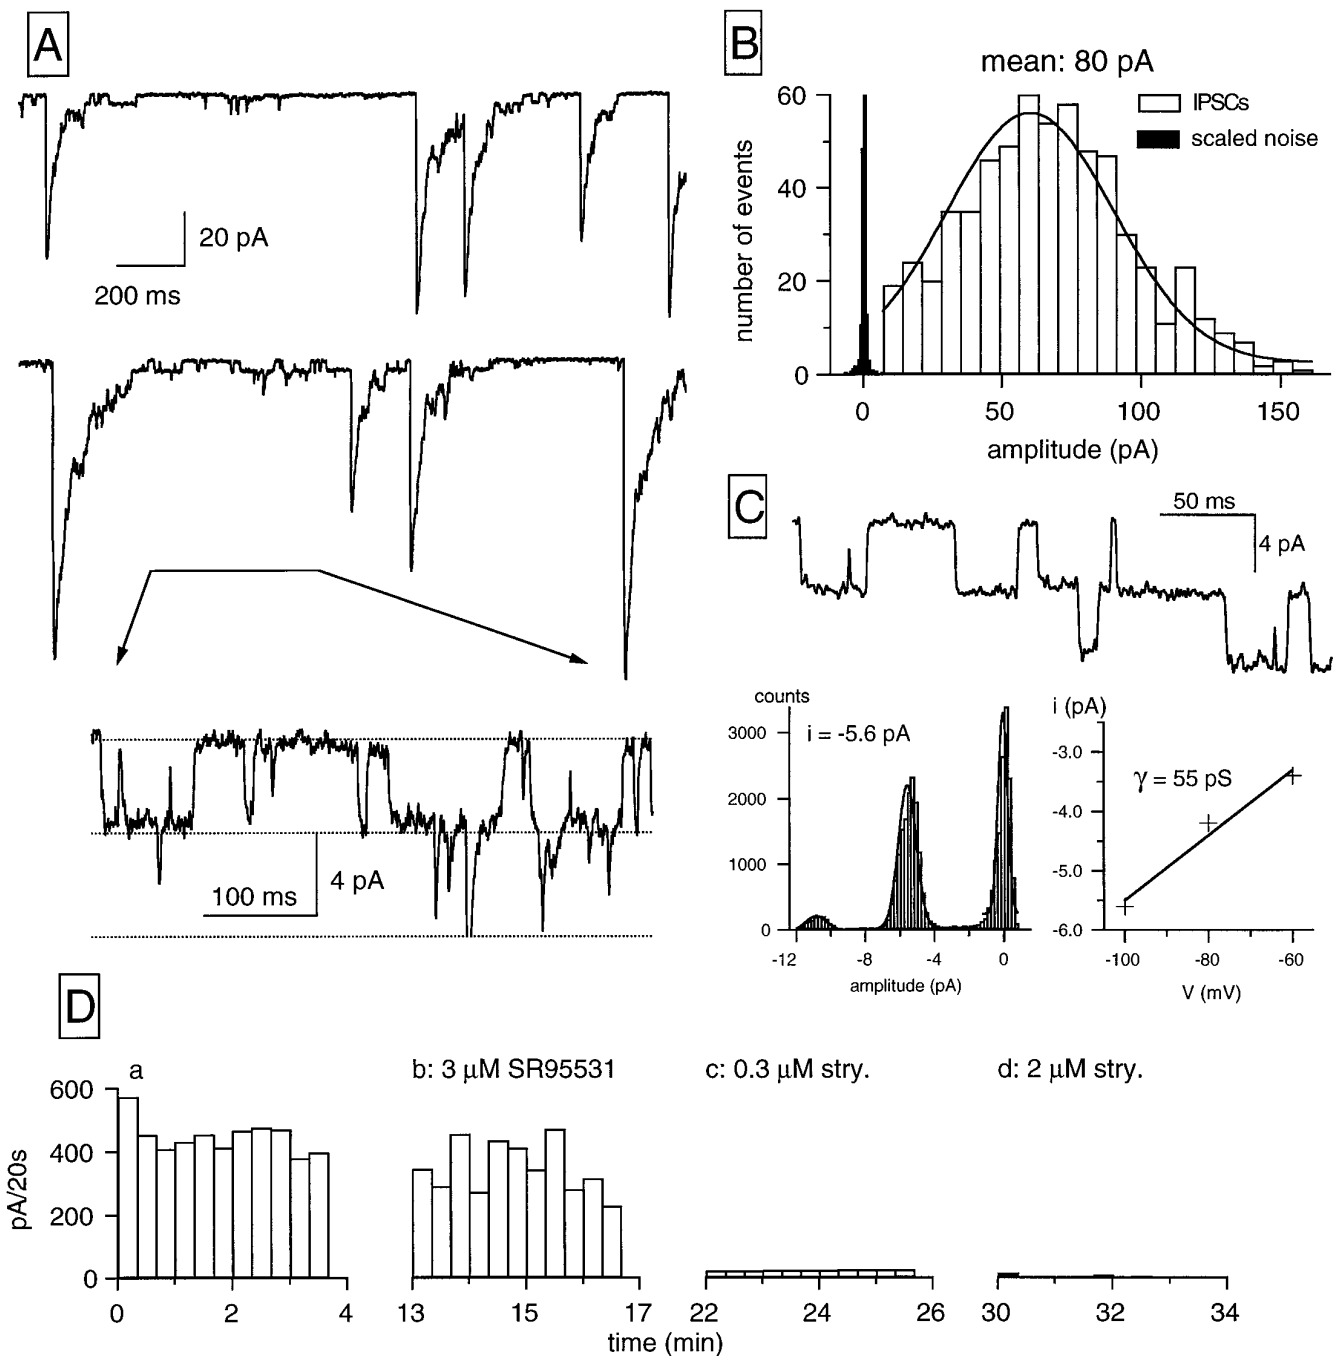 A
20 pA
200 ms
100 ms
4 pA
B
mean: 80 pA
IPSCs
scaled noise
number of events
60
40
20
0
0 50 100 150
amplitude (pA)
C
50 ms
4 pA
counts
i = -5.6 pA
3000
2000
1000
0
-12 -8 -4 0
amplitude (pA)
i (pA)
γ = 55 pS
-3.0
-4.0
-5.0
-6.0
-100 -80 -60
V (mV)
D
a
b: 3 μM SR95531
c: 0.3 μM stry.
d: 2 μM stry.
pA/20s
600
400
200
0
0 2 4
13 15 17
22 24 26
30 32 34
time (min)